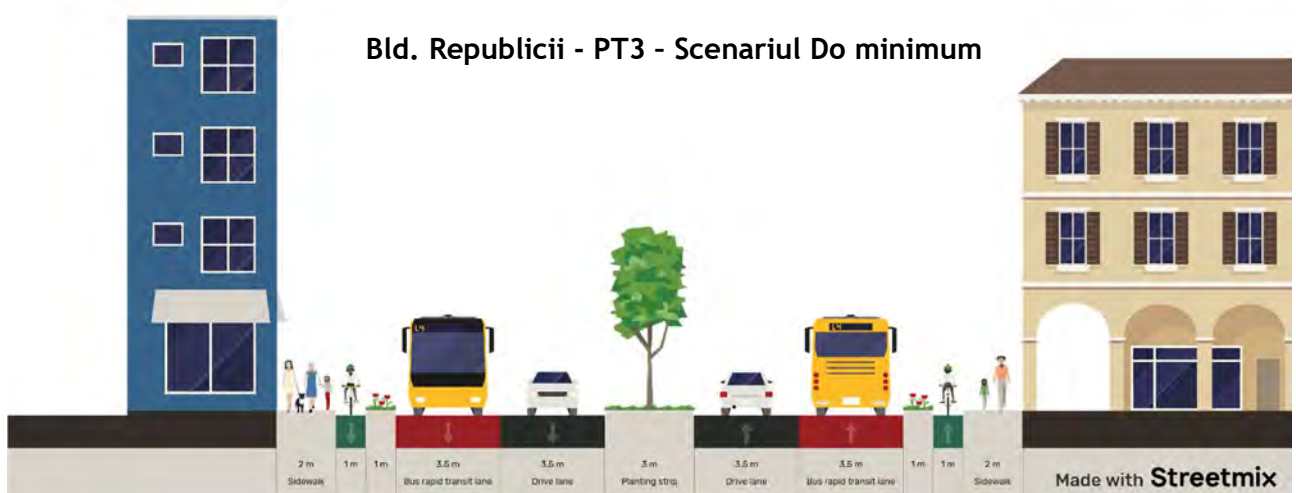 Bld. Republicii - PT3 - Scenariul Do minimum
2 m 1 m 1 m 3.5 m 3.5 m 3 m 3.5 m 3.5 m 1 m 1 m 2 m
Sidewalk Bus rapid transit lane Drive lane Planting strip Drive lane Bus rapid transit lane Sidewalk
Made with Streetmix